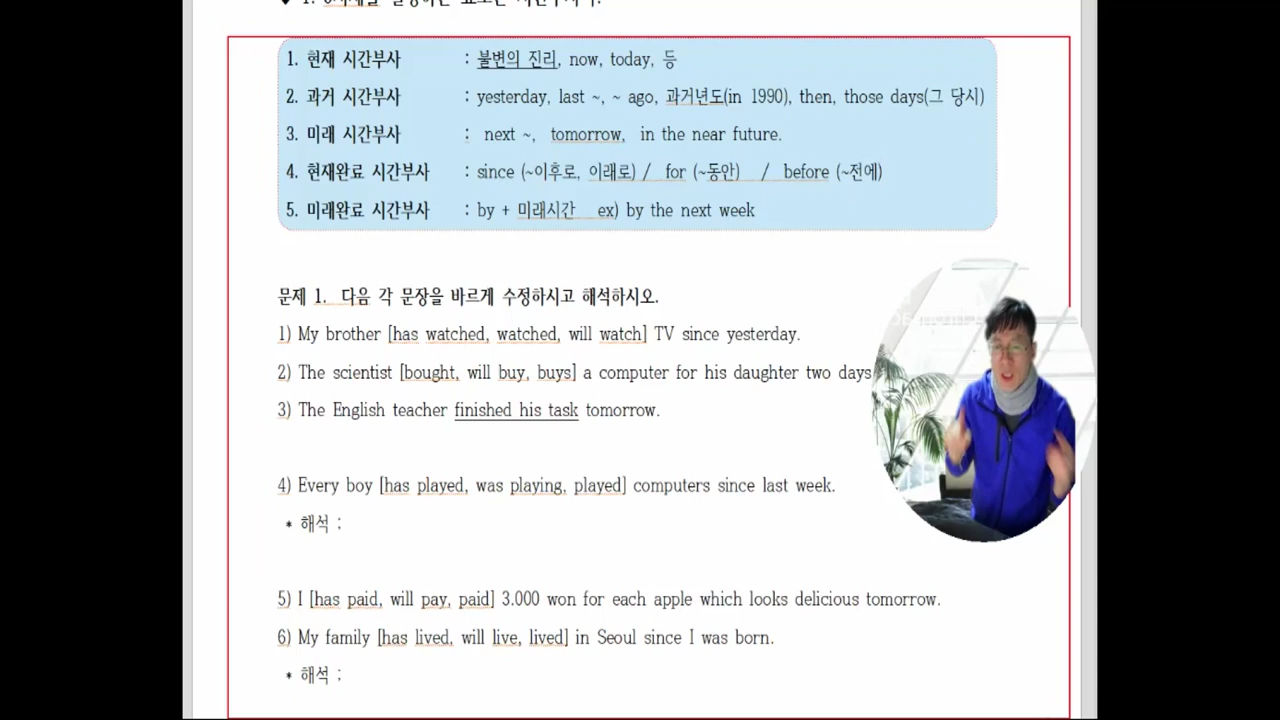 1. 현재 시간부사 : 불변의 진리, now, today, 등
2. 과거 시간부사 : yesterday, last ~, ~ ago, 과거년도(in 1990), then, those days(그 당시)
3. 미래 시간부사 : next ~, tomorrow, in the near future.
4. 현재완료 시간부사 : since (~이후로, 이래로) / for (~동안) / before (~전에)
5. 미래완료 시간부사 : by + 미래시간 ex) by the next week
문제 1. 다음 각 문장을 바르게 수정하시고 해석하시오.
1) My brother [has watched, watched, will watch] TV since yesterday.
2) The scientist [bought, will buy, buys] a computer for his daughter two days
3) The English teacher finished his task tomorrow.
4) Every boy [has played, was playing, played] computers since last week.
* 해석 ;
5) I [has paid, will pay, paid] 3.000 won for each apple which looks delicious tomorrow.
6) My family [has lived, will live, lived] in Seoul since I was born.
* 해석 ;